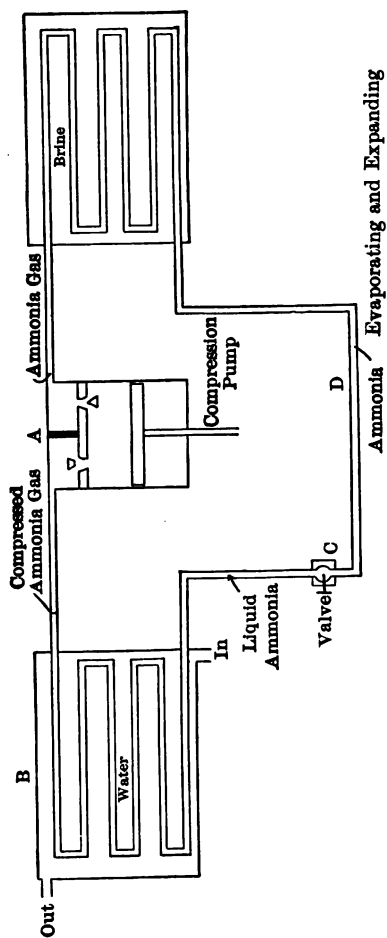 B
Out
Water
In
Compressed
Ammonia Gas
A
Ammonia Gas
Compression
Pump
Brine
Liquid
Ammonia
Valve
C
D
Evaporating and Expanding
Ammonia